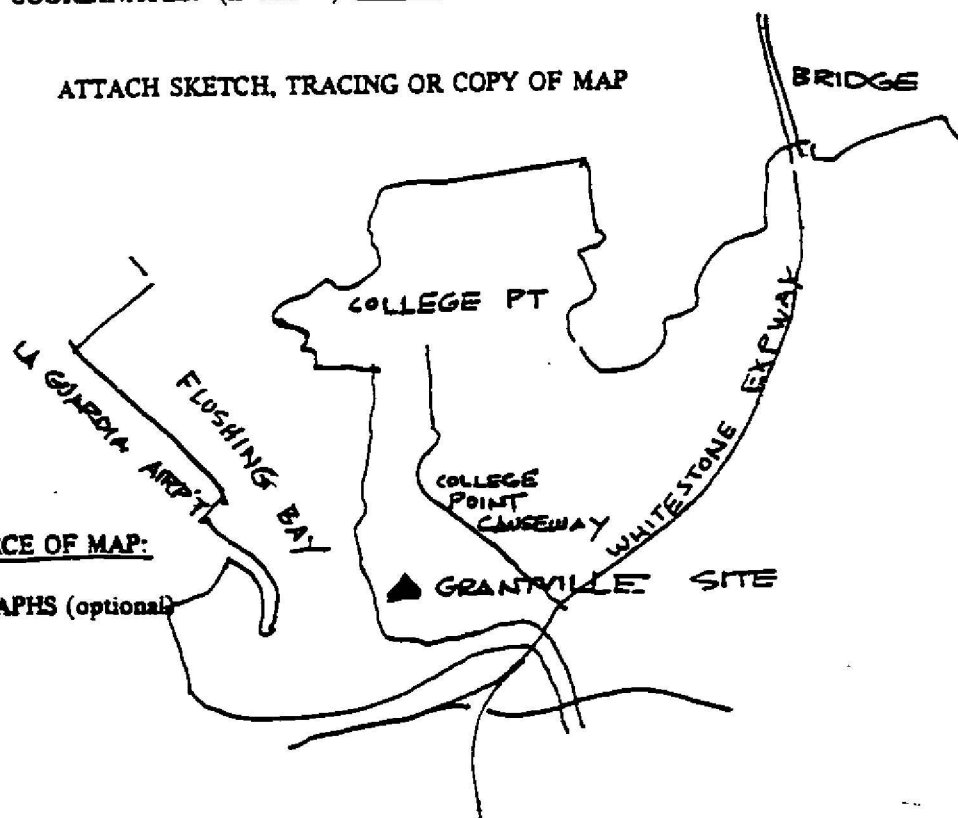 ATTACH SKETCH, TRACING OR COPY OF MAP
BRIDGE
COLLEGE PT
LA GUARDIA AIRP'T
FLUSHING BAY
WHITESTONE EXPWAY
COLLEGE
POINT
CAUSEWAY
RCE OF MAP:
GRANTVILLE SITE
APHS (optional)